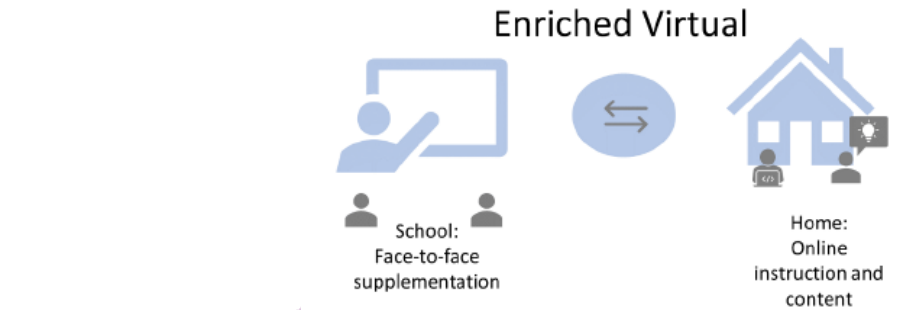 Enriched Virtual
School:
Face-to-face
supplementation
Home:
Online
instruction and
content